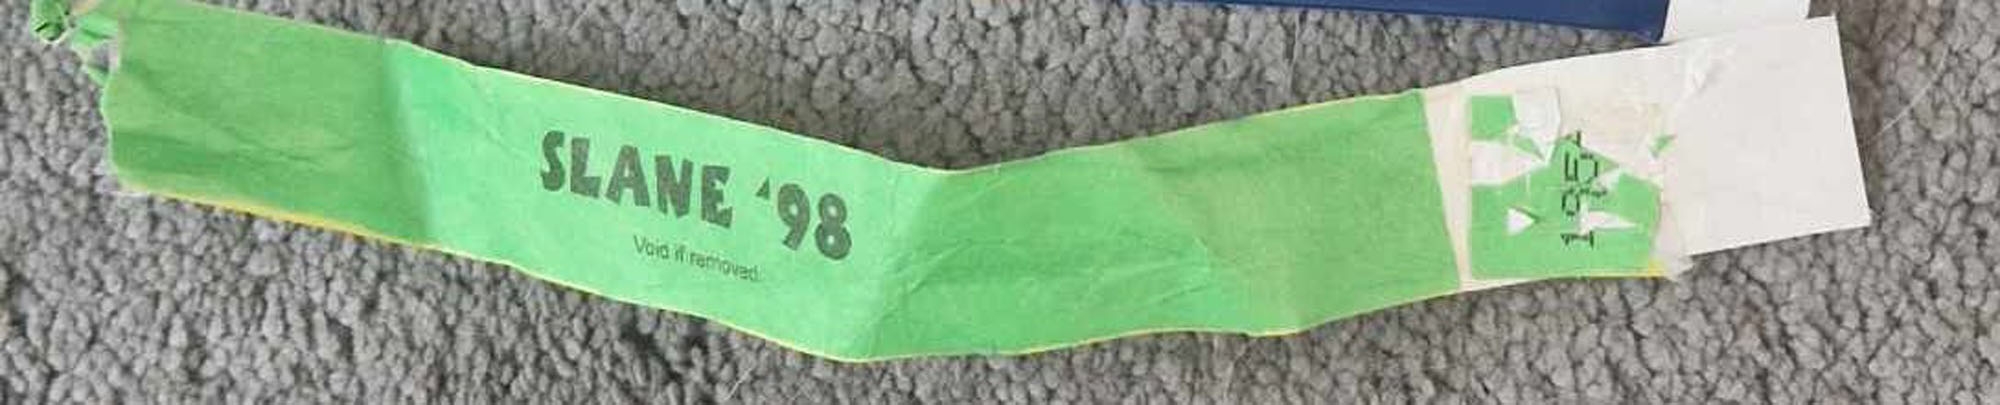 SLANE '98
Void if removed